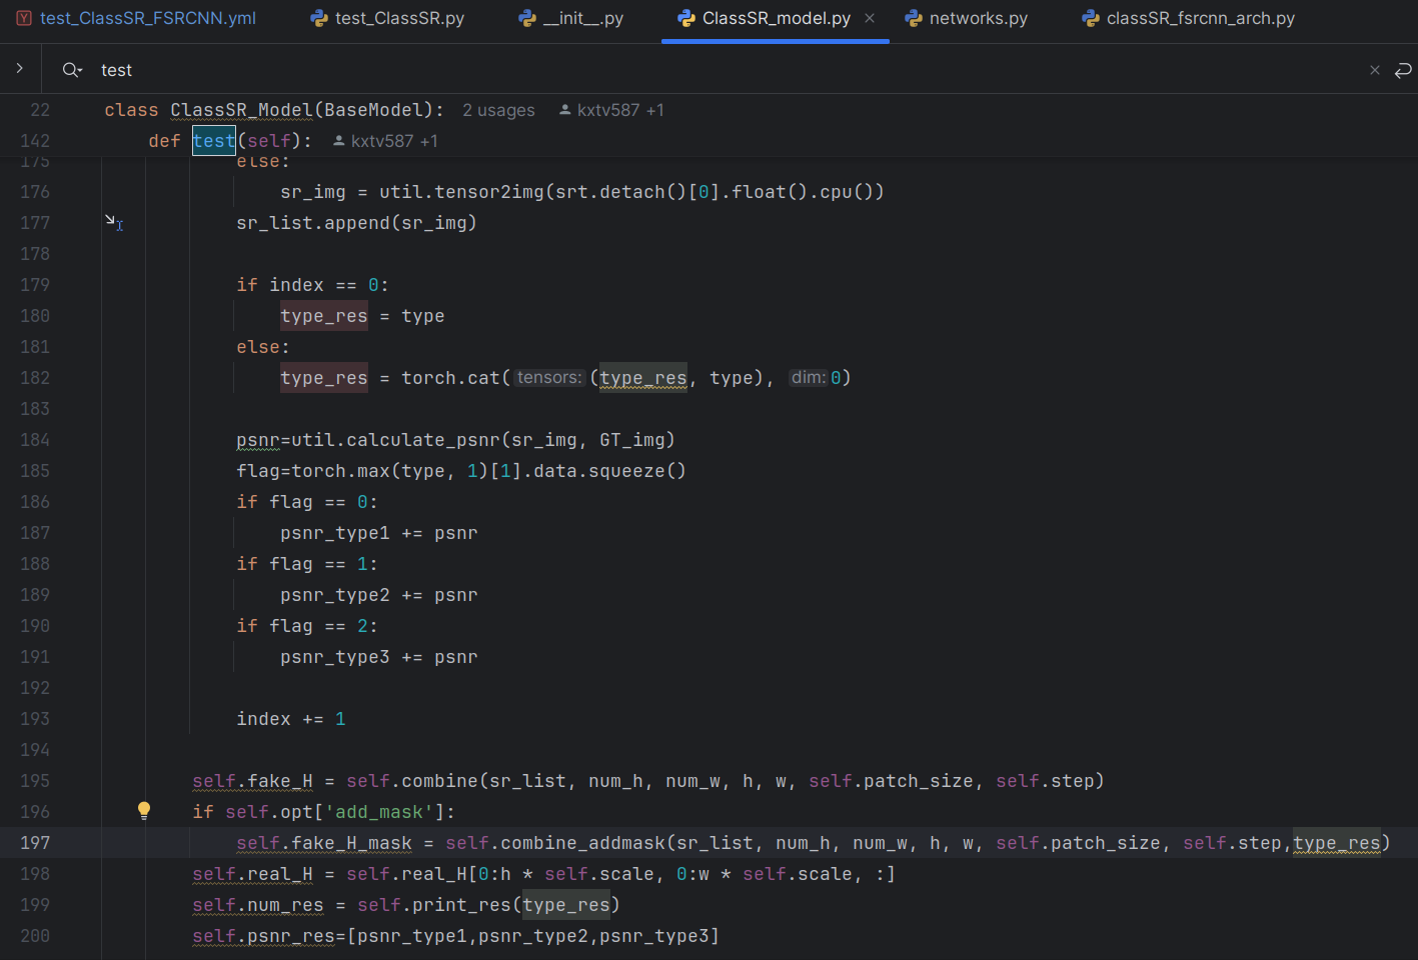 test_ClassSR_FSRCNN.yml test_ClassSR.py __init__.py ClassSR_model.py networks.py classSR_fsrcnn_arch.py
test
22 class ClassSR_Model(BaseModel): 2 usages kxtv587 +1
142 def test(self): kxtv587 +1
175 else:
176 sr_img = util.tensor2img(srt.detach()[0].float().cpu())
177 sr_list.append(sr_img)
178
179 if index == 0:
180 type_res = type
181 else:
182 type_res = torch.cat( tensors: (type_res, type), dim: 0)
183
184 psnr=util.calculate_psnr(sr_img, GT_img)
185 flag=torch.max(type, 1)[1].data.squeeze()
186 if flag == 0:
187 psnr_type1 += psnr
188 if flag == 1:
189 psnr_type2 += psnr
190 if flag == 2:
191 psnr_type3 += psnr
192
193 index += 1
194
195 self.fake_H = self.combine(sr_list, num_h, num_w, h, w, self.patch_size, self.step)
196 if self.opt['add_mask']:
197 self.fake_H_mask = self.combine_addmask(sr_list, num_h, num_w, h, w, self.patch_size, self.step,type_res)
198 self.real_H = self.real_H[0:h * self.scale, 0:w * self.scale, :]
199 self.num_res = self.print_res(type_res)
200 self.psnr_res=[psnr_type1,psnr_type2,psnr_type3]